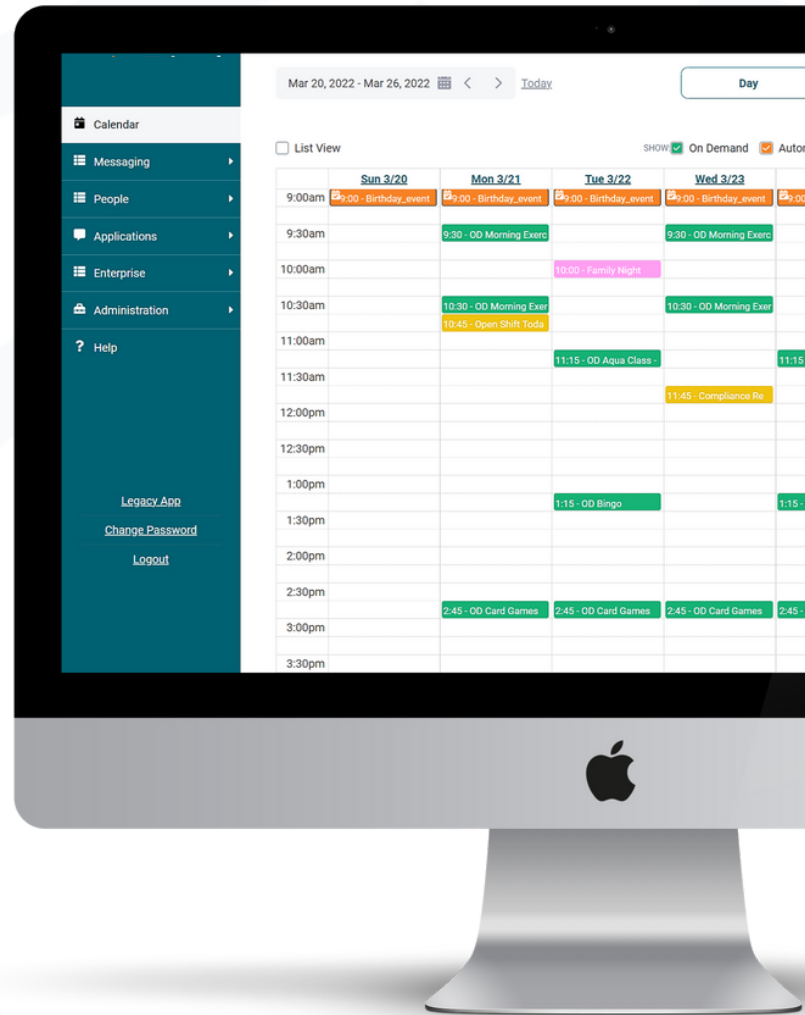 Mar 20, 2022 - Mar 26, 2022
Today
Day
Calendar
Messaging
People
Applications
Enterprise
Administration
? Help
Legacy App
Change Password
Logout
List View
SHOW: On Demand
Sun 3/20 Mon 3/21 Tue 3/22 Wed 3/23
9:00am 9:00 - Birthday_event 9:00 - Birthday_event 9:00 - Birthday_event 9:00 - Birthday_event 9:00
9:30am 9:30 - OD Morning Exerc 9:30 - OD Morning Exerc
10:00am 10:00 - Family Night
10:30am 10:30 - OD Morning Exer 10:30 - OD Morning Exer
10:45 - Open Shift Toda
11:00am
11:15 - OD Aqua Class - 11:15
11:30am
11:45 - Compliance Re
12:00pm
12:30pm
1:00pm
1:15 - OD Bingo 1:15 -
1:30pm
2:00pm
2:30pm
2:45 - OD Card Games 2:45 - OD Card Games 2:45 - OD Card Games 2:45 -
3:00pm
3:30pm